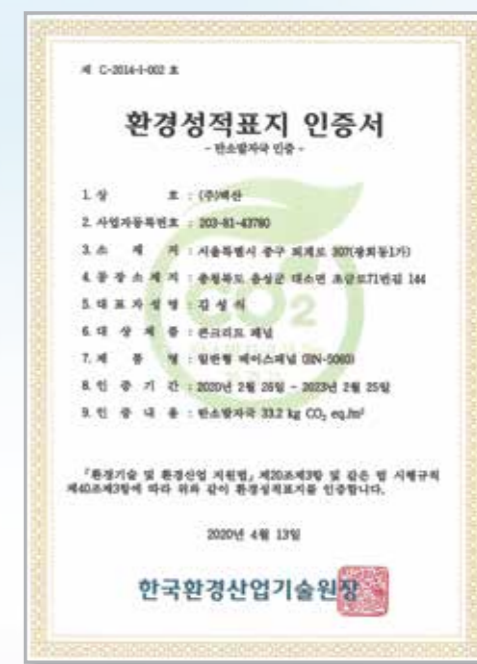 제 C-2014-I-002 호
환경성적표지 인증서
- 탄소발자국 인증 -
1. 상 호 : (주)백산
2. 사업자등록번호 : 203-81-43780
3. 소 재 지 : 서울특별시 중구 퇴계로 307(광희동1가)
4. 공 장 소 재 지 : 충청북도 음성군 대소면 초금로71번길 144
5. 대 표 자 성 명 : 김성식
6. 대 상 제 품 : 콘크리트 패널
7. 제 품 명 : 일반형 베이스패널 (BN-5060)
8. 인 증 기 간 : 2020년 2월 26일 ~ 2023년 2월 25일
9. 인 증 내 용 : 탄소발자국 33.2 kg CO₂ eq./m²
CO2
「환경기술 및 환경산업 지원법」 제20조제3항 및 같은 법 시행규칙
제40조제3항에 따라 위와 같이 환경성적표지를 인증합니다.
2020년 4월 13일
한국환경산업기술원장